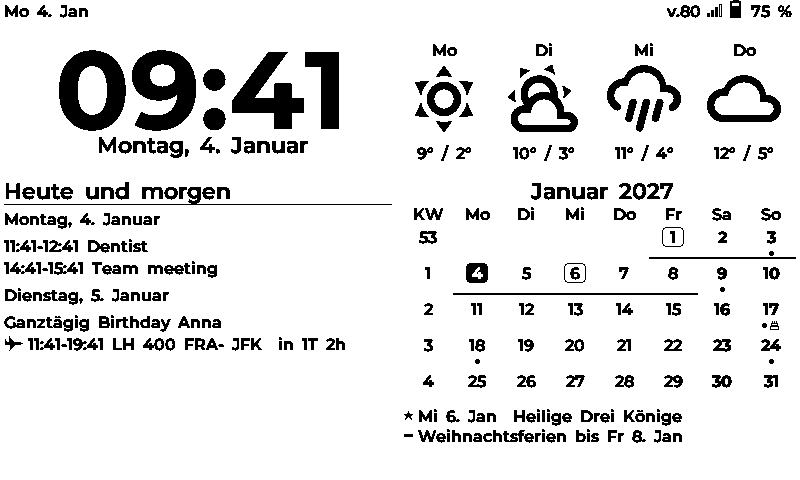 Mo 4. Jan
v.80 75 %
09:41
Montag, 4. Januar
Mo Di Mi Do
9° / 2° 10° / 3° 11° / 4° 12° / 5°
Heute und morgen
Montag, 4. Januar
11:41-12:41 Dentist
14:41-15:41 Team meeting
Dienstag, 5. Januar
Ganztägig Birthday Anna
11:41-19:41 LH 400 FRA- JFK in 1T 2h
Januar 2027
KW Mo Di Mi Do Fr Sa So
53 1 2 3
1 4 5 6 7 8 9 10
2 11 12 13 14 15 16 17
3 18 19 20 21 22 23 24
4 25 26 27 28 29 30 31
★ Mi 6. Jan Heilige Drei Könige
– Weihnachtsferien bis Fr 8. Jan